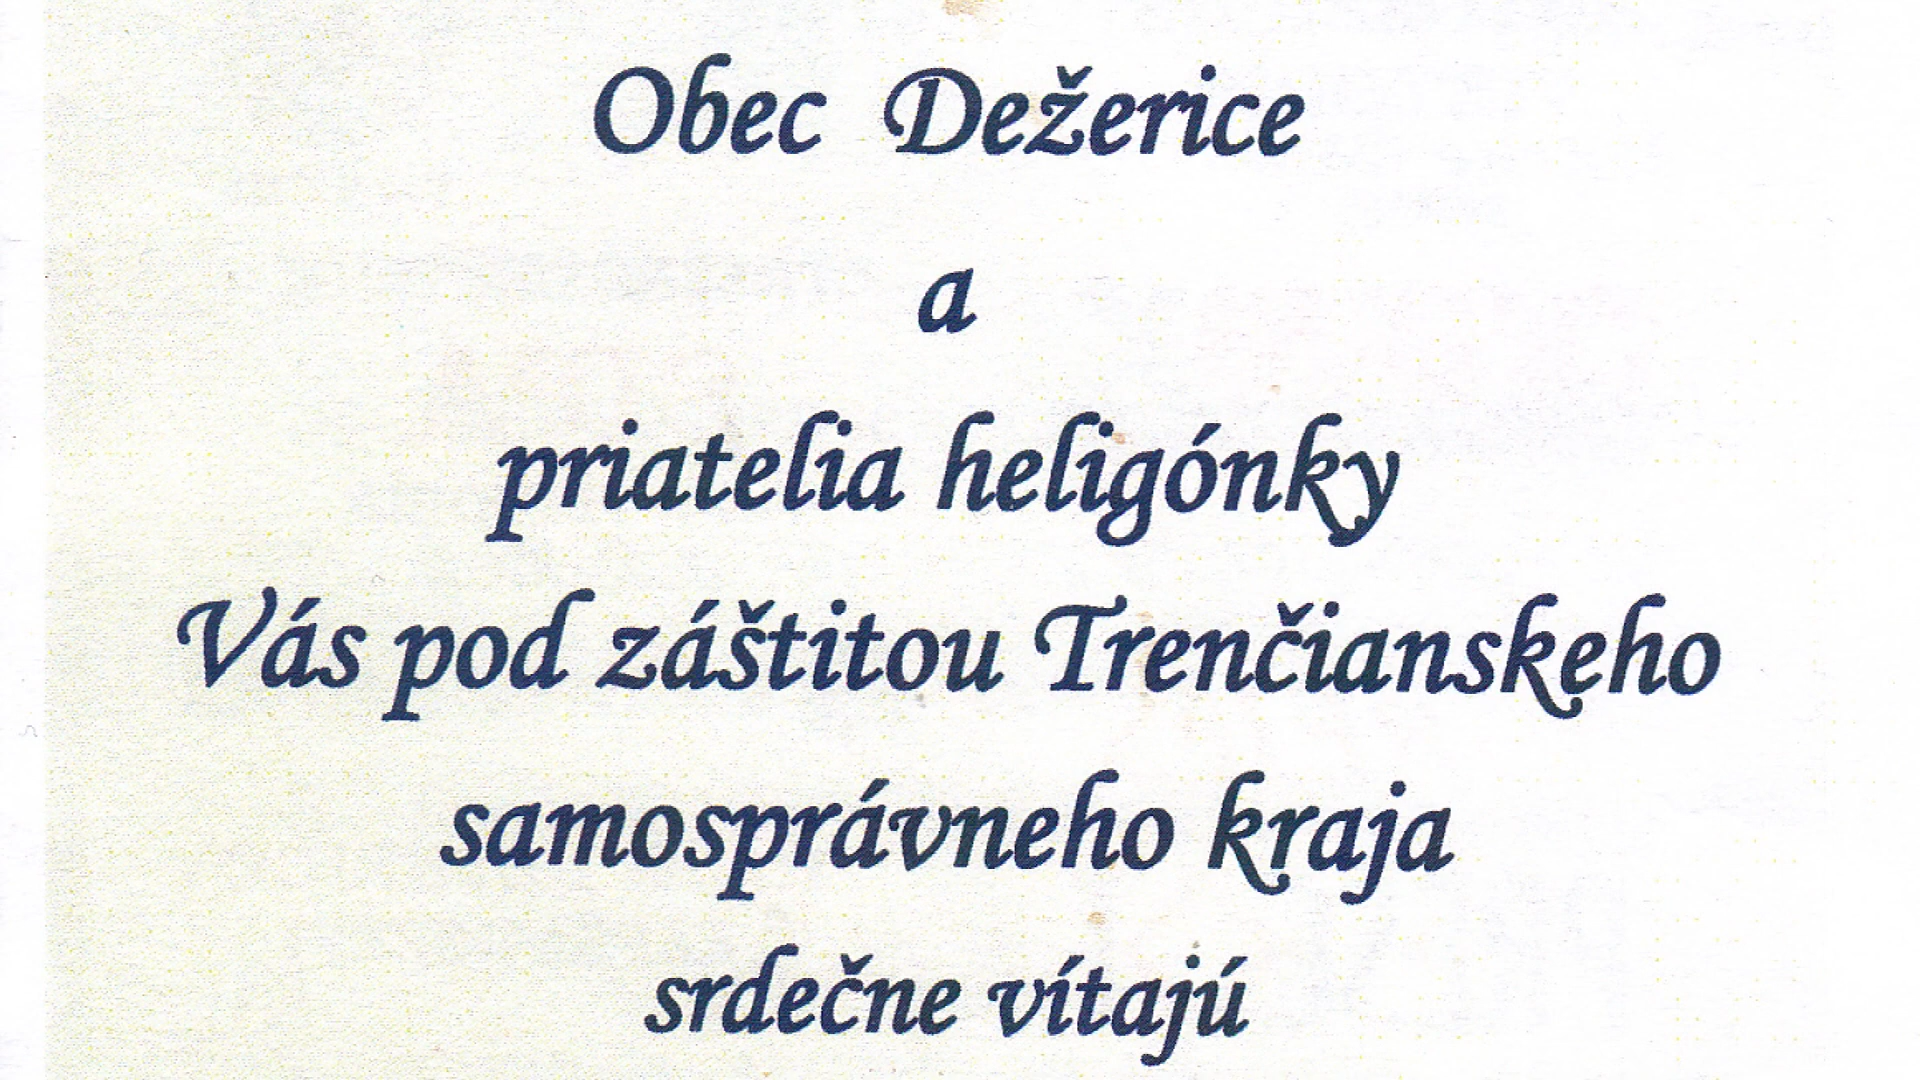 Obec Dežerice
a
priatelia heligónky
Vás pod záštitou Trenčianskeho
samosprávneho kraja
srdečne vítajú